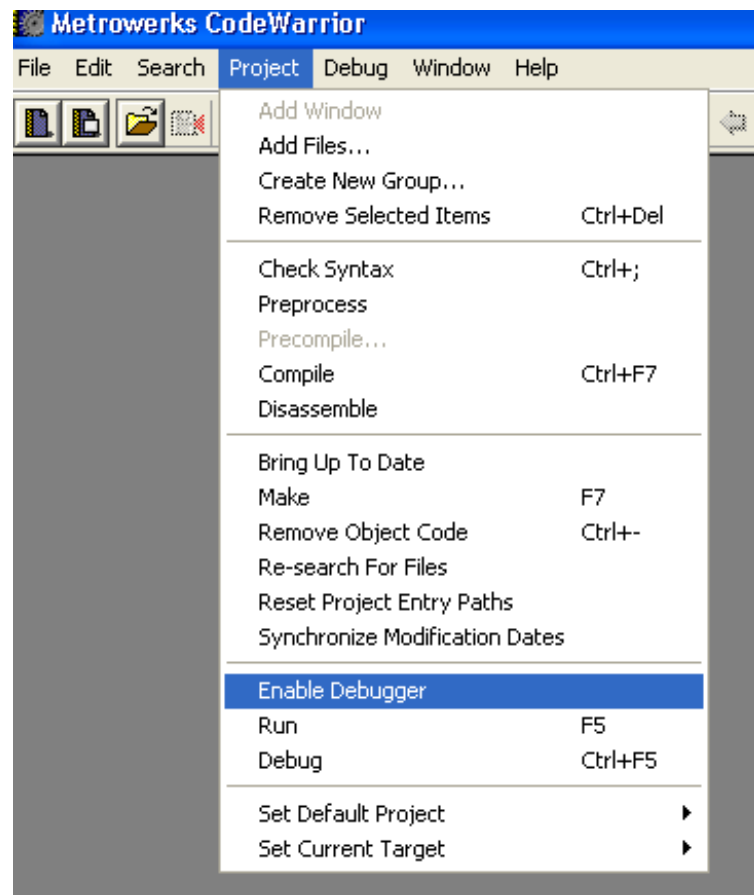 Metrowerks CodeWarrior
File Edit Search Project Debug Window Help
Add Window
Add Files...
Create New Group...
Remove Selected Items Ctrl+Del
Check Syntax Ctrl+;
Preprocess
Precompile...
Compile Ctrl+F7
Disassemble
Bring Up To Date
Make F7
Remove Object Code Ctrl+-
Re-search For Files
Reset Project Entry Paths
Synchronize Modification Dates
Enable Debugger
Run F5
Debug Ctrl+F5
Set Default Project
Set Current Target